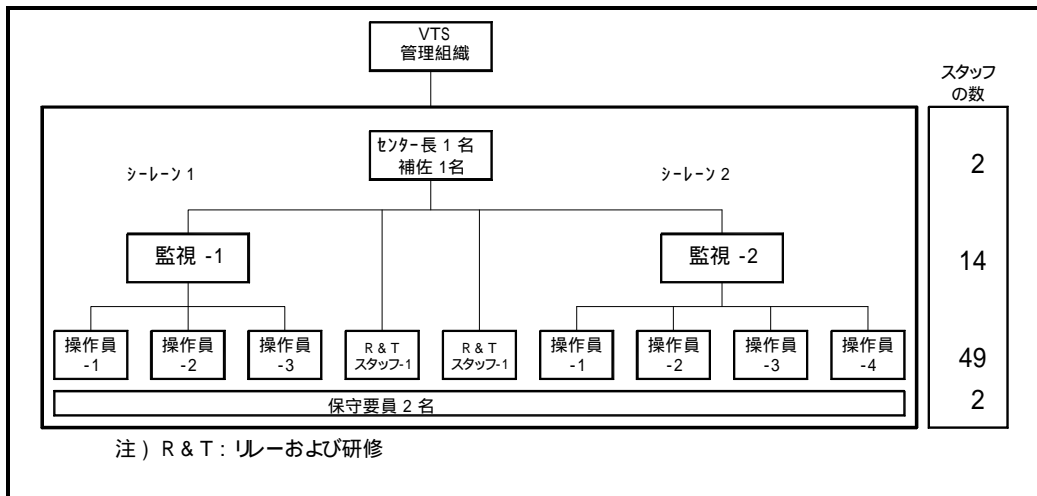 VTS
管理組織
スタッフ
の数
センター長 1 名
補佐 1名
2
シーレーン 1
シーレーン 2
監視 -1
監視 -2
14
操作員
-1
操作員
-2
操作員
-3
R & T
スタッフ-1
R & T
スタッフ-1
操作員
-1
操作員
-2
操作員
-3
操作員
-4
49
保守要員 2 名
2
注 ) R & T : リレーおよび研修